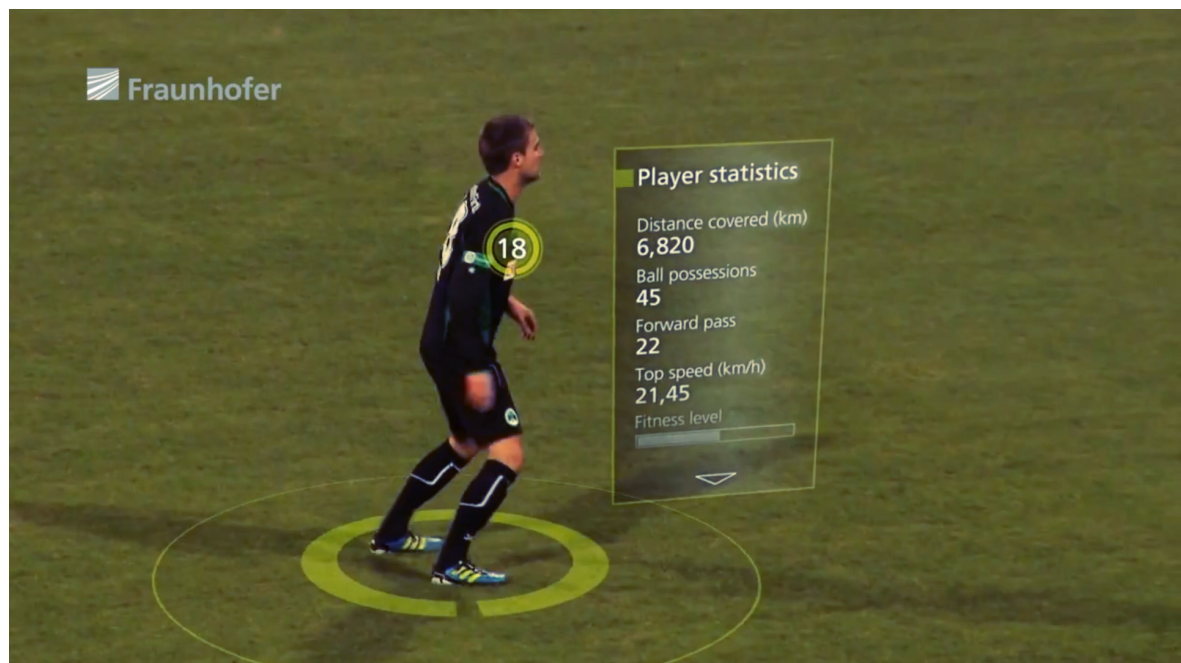 Fraunhofer
18
Player statistics
Distance covered (km)
6,820
Ball possessions
45
Forward pass
22
Top speed (km/h)
21,45
Fitness level